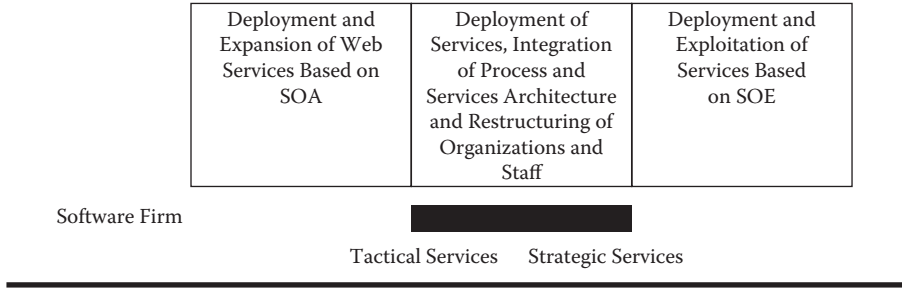 Deployment and
Expansion of Web
Services Based on
SOA
Deployment of
Services, Integration
of Process and
Services Architecture
and Restructuring of
Organizations and
Staff
Deployment and
Exploitation of
Services Based
on SOE
Software Firm
Tactical Services Strategic Services